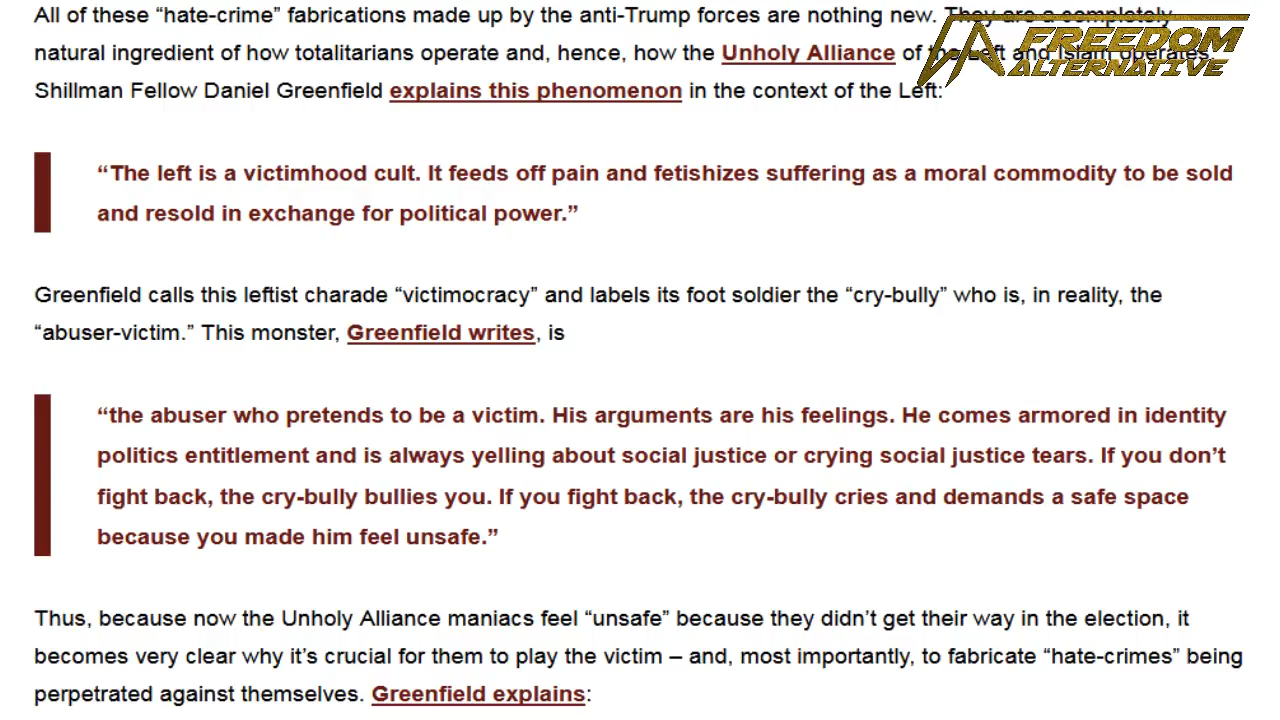 All of these “hate-crime” fabrications made up by the anti-Trump forces are nothing new. They are a completely
natural ingredient of how totalitarians operate and, hence, how the Unholy Alliance of the Left and Islam operates.
Shillman Fellow Daniel Greenfield explains this phenomenon in the context of the Left:
FREEDOM
ALTERNATIVE
“The left is a victimhood cult. It feeds off pain and fetishizes suffering as a moral commodity to be sold
and resold in exchange for political power.”
Greenfield calls this leftist charade “victimocracy” and labels its foot soldier the “cry-bully” who is, in reality, the
“abuser-victim.” This monster, Greenfield writes, is
“the abuser who pretends to be a victim. His arguments are his feelings. He comes armored in identity
politics entitlement and is always yelling about social justice or crying social justice tears. If you don’t
fight back, the cry-bully bullies you. If you fight back, the cry-bully cries and demands a safe space
because you made him feel unsafe.”
Thus, because now the Unholy Alliance maniacs feel “unsafe” because they didn’t get their way in the election, it
becomes very clear why it’s crucial for them to play the victim – and, most importantly, to fabricate “hate-crimes” being
perpetrated against themselves. Greenfield explains: